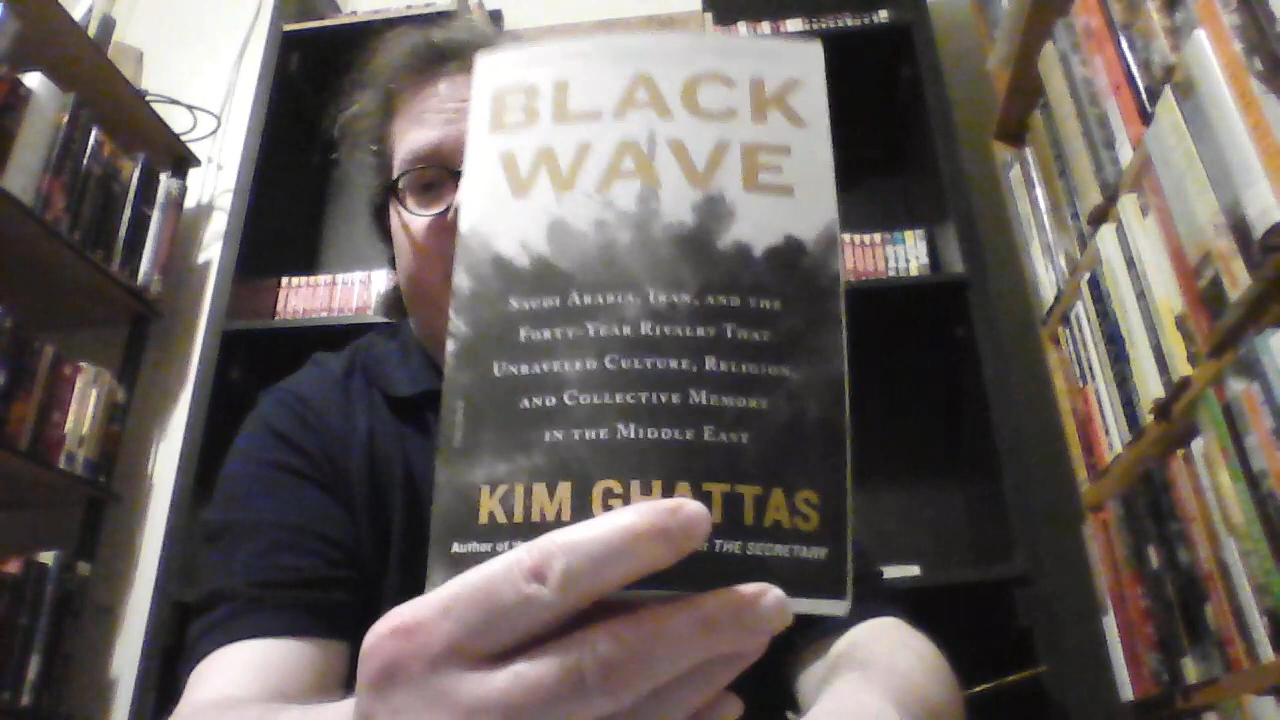 BLACK
WAVE
SAUDI ARABIA, IRAN, AND THE
FORTY-YEAR RIVALRY THAT
UNRAVELED CULTURE, RELIGION,
AND COLLECTIVE MEMORY
IN THE MIDDLE EAST
KIM GHATTAS
Author of THE SECRETARY